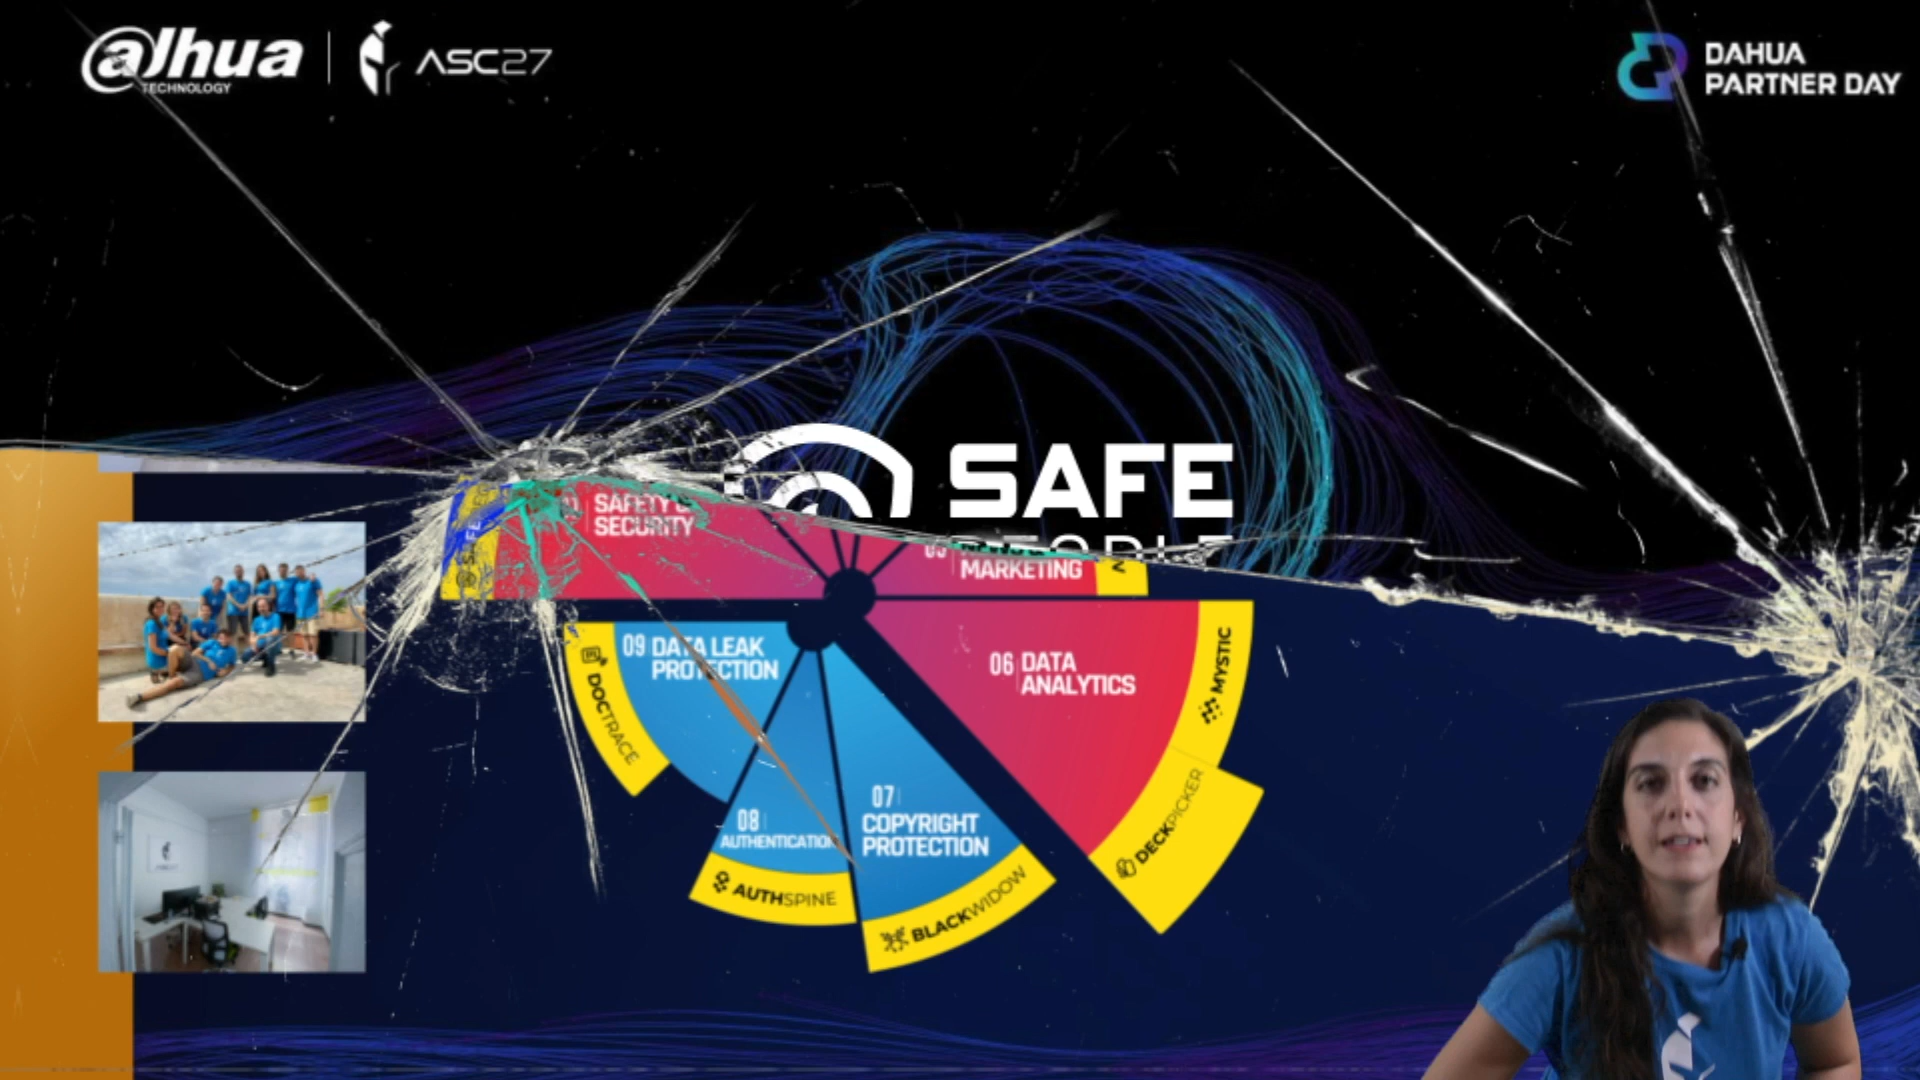 alhua
TECHNOLOGY
ASC27
DAHUA
PARTNER DAY
SAFE
SAFETY &
SECURITY
03
MARKETING
09 DATA LEAK
PROTECTION
DOCTRACE
06 DATA
ANALYTICS
MYSTIC
DECKPICKER
07
COPYRIGHT
PROTECTION
BLACKWIDOW
08
AUTHENTICATION
AUTHSPINE